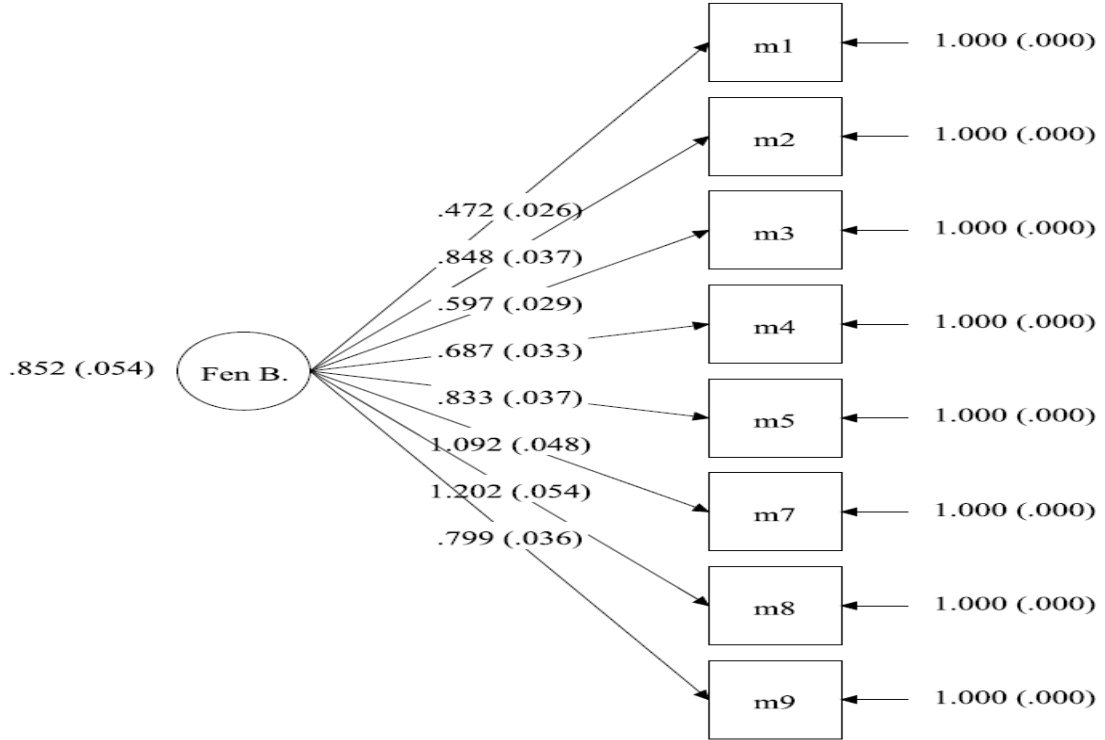 m1
1.000 (.000)
m2
1.000 (.000)
.472 (.026)
m3
1.000 (.000)
.848 (.037)
.597 (.029)
m4
1.000 (.000)
.687 (.033)
.852 (.054)
Fen B.
.833 (.037)
m5
1.000 (.000)
1.092 (.048)
1.202 (.054)
m7
1.000 (.000)
.799 (.036)
m8
1.000 (.000)
m9
1.000 (.000)